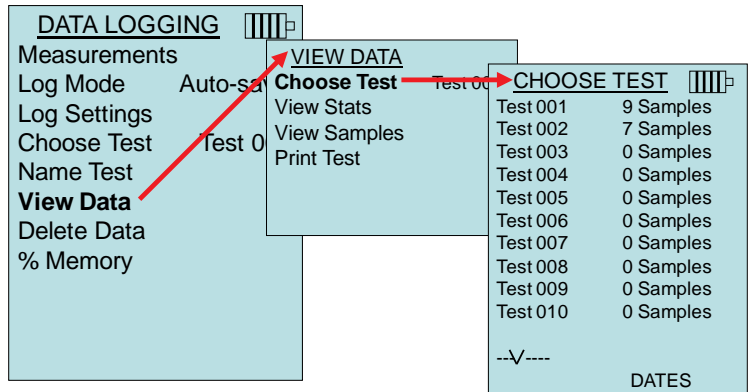 DATA LOGGING
Measurements
Log Mode Auto-sa
Log Settings
Choose Test Test 0
Name Test
View Data
Delete Data
% Memory
VIEW DATA
Choose Test Test 00
View Stats
View Samples
Print Test
CHOOSE TEST
Test 001 9 Samples
Test 002 7 Samples
Test 003 0 Samples
Test 004 0 Samples
Test 005 0 Samples
Test 006 0 Samples
Test 007 0 Samples
Test 008 0 Samples
Test 009 0 Samples
Test 010 0 Samples
--V----
DATES